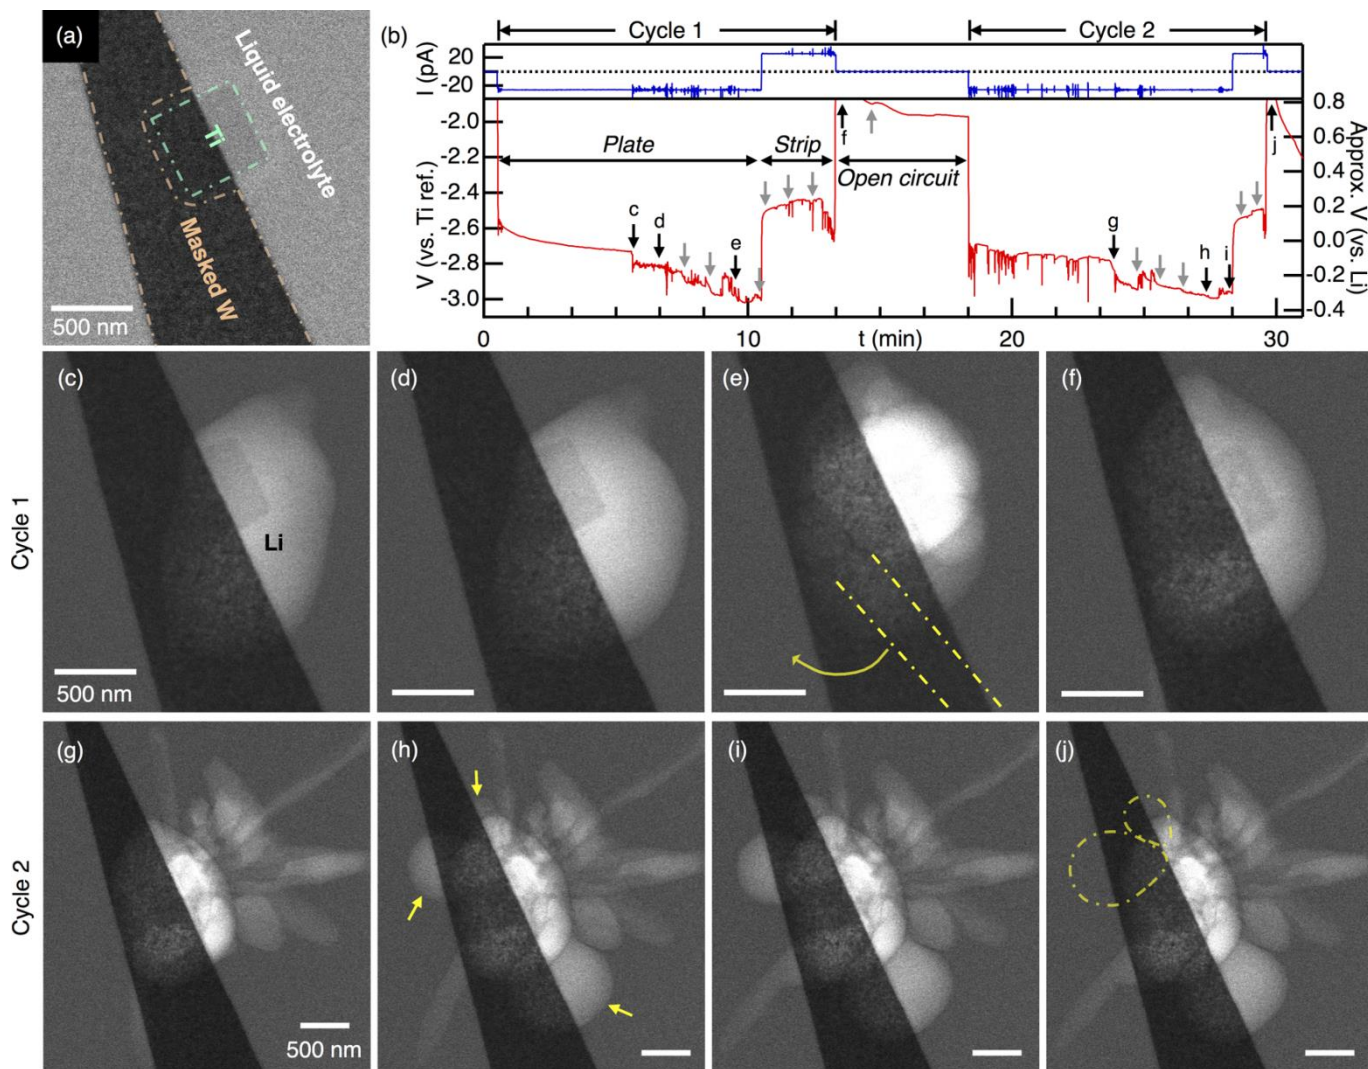 (a)
Liquid electrolyte
Ti
Masked W
500 nm
(b)
Cycle 1
Cycle 2
I (pA)
20
-20
V (vs. Ti ref.)
-2.0
-2.2
-2.4
-2.6
-2.8
-3.0
Plate
Strip
Open circuit
c
d
e
f
g
h
i
j
0.8
0.6
0.4
0.2
0.0
-0.2
-0.4
Approx. V (vs. Li)
0
10
t (min)
20
30
Cycle 1
(c)
Li
500 nm
(d)
(e)
(f)
Cycle 2
(g)
500 nm
(h)
(i)
(j)